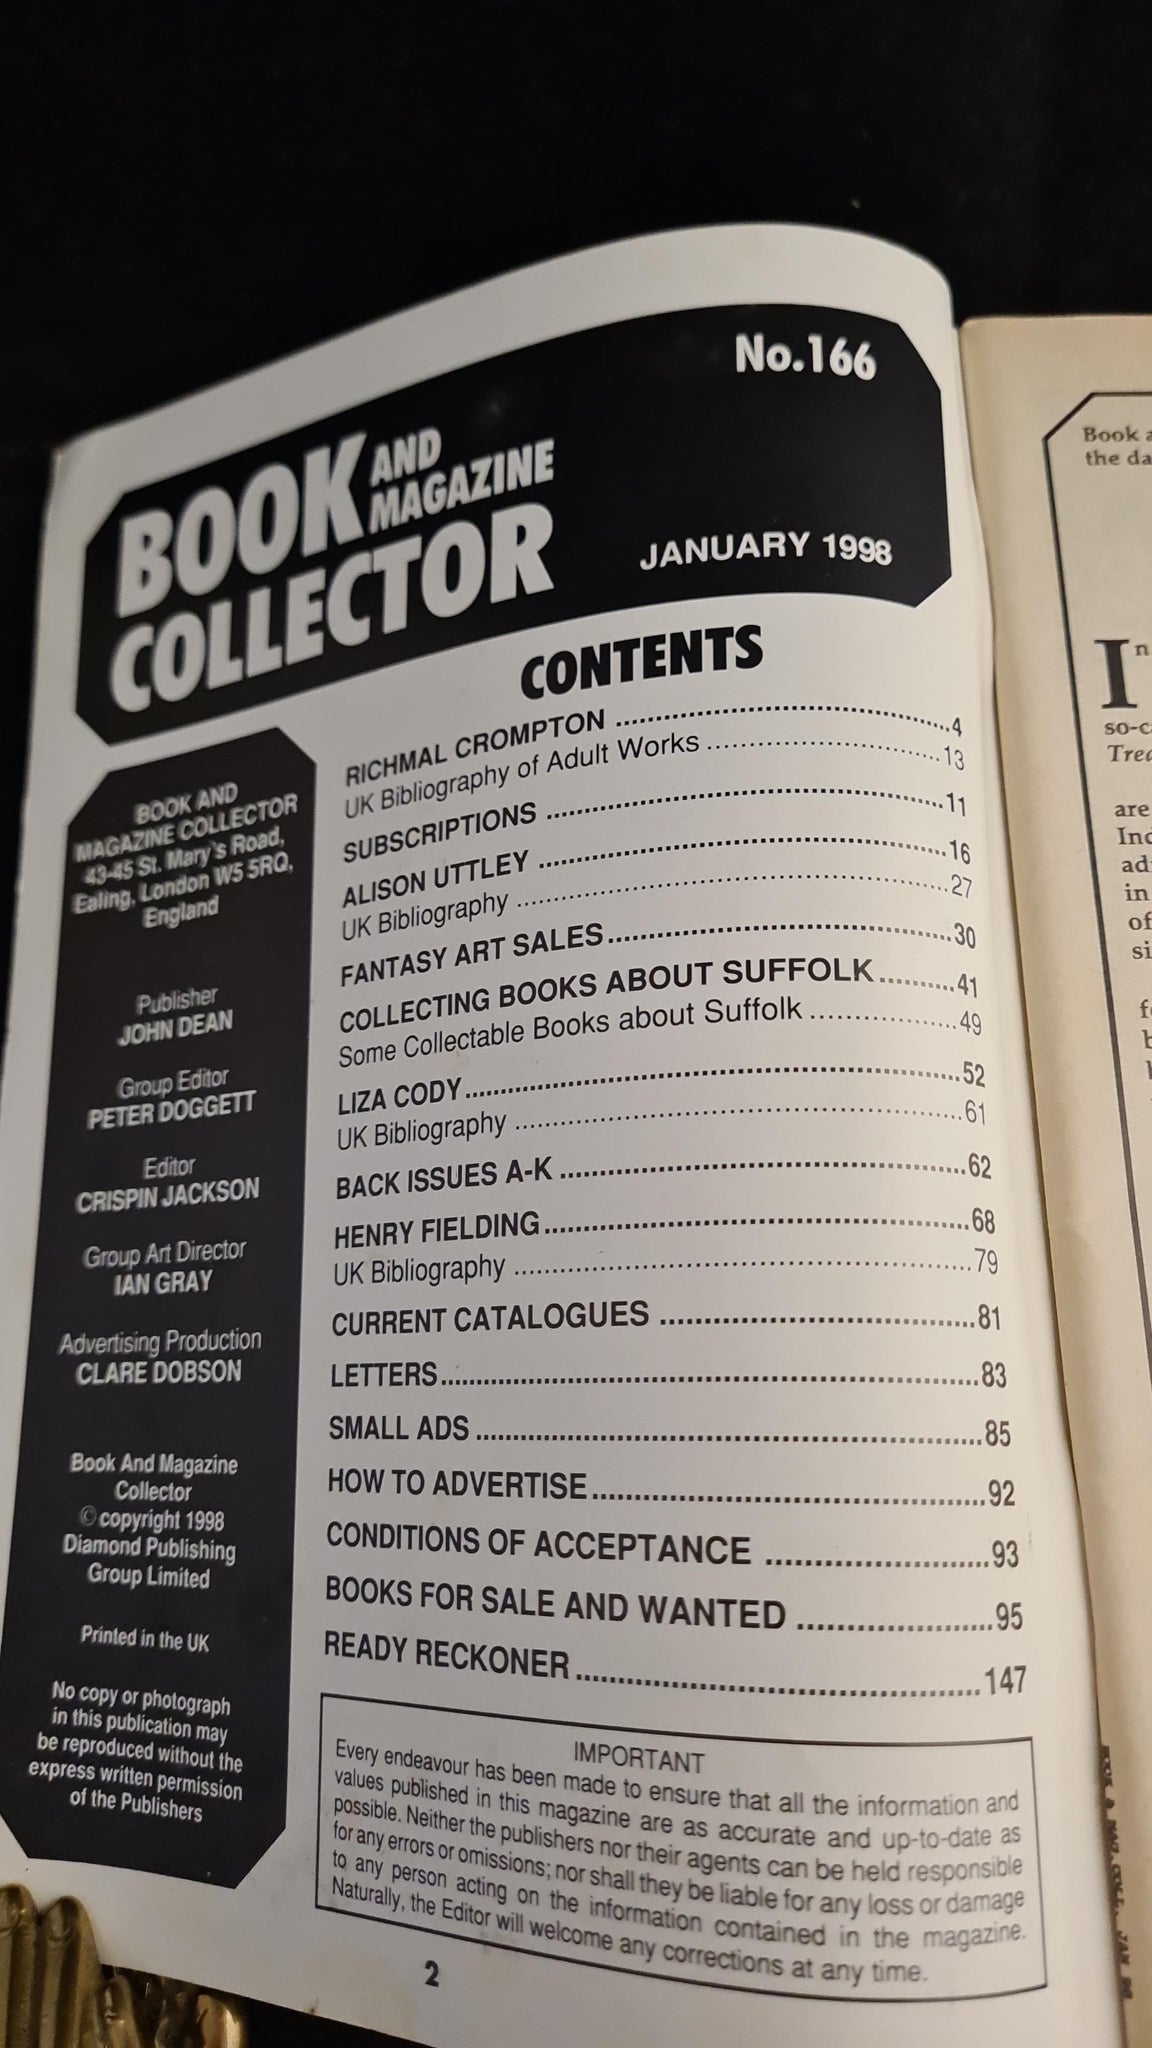 No.166
BOOK AND
MAGAZINE
COLLECTOR
JANUARY 1998
CONTENTS
RICHMAL CROMPTON ..........4
UK Bibliography of Adult Works ..........13
SUBSCRIPTIONS ..........11
ALISON UTTLEY ..........16
UK Bibliography ..........27
FANTASY ART SALES..........30
COLLECTING BOOKS ABOUT SUFFOLK..........41
Some Collectable Books about Suffolk ..........49
LIZA CODY..........52
UK Bibliography ..........61
BACK ISSUES A-K ..........62
HENRY FIELDING..........68
UK Bibliography ..........79
CURRENT CATALOGUES ..........81
LETTERS..........83
SMALL ADS ..........85
HOW TO ADVERTISE..........92
CONDITIONS OF ACCEPTANCE ..........93
BOOKS FOR SALE AND WANTED ..........95
READY RECKONER..........147
BOOK AND
MAGAZINE COLLECTOR
43-45 St. Mary's Road,
Ealing, London W5 5RQ,
England
Publisher
JOHN DEAN
Group Editor
PETER DOGGETT
Editor
CRISPIN JACKSON
Group Art Director
IAN GRAY
Advertising Production
CLARE DOBSON
Book And Magazine
Collector
© copyright 1998
Diamond Publishing
Group Limited
Printed in the UK
No copy or photograph
in this publication may
be reproduced without the
express written permission
of the Publishers
IMPORTANT
Every endeavour has been made to ensure that all the information and
values published in this magazine are as accurate and up-to-date as
possible. Neither the publishers nor their agents can be held responsible
for any errors or omissions; nor shall they be liable for any loss or damage
to any person acting on the information contained in the magazine.
Naturally, the Editor will welcome any corrections at any time.
2
Book a
the da
In
so-c
Trea
are
Inc
ad
in
of
si